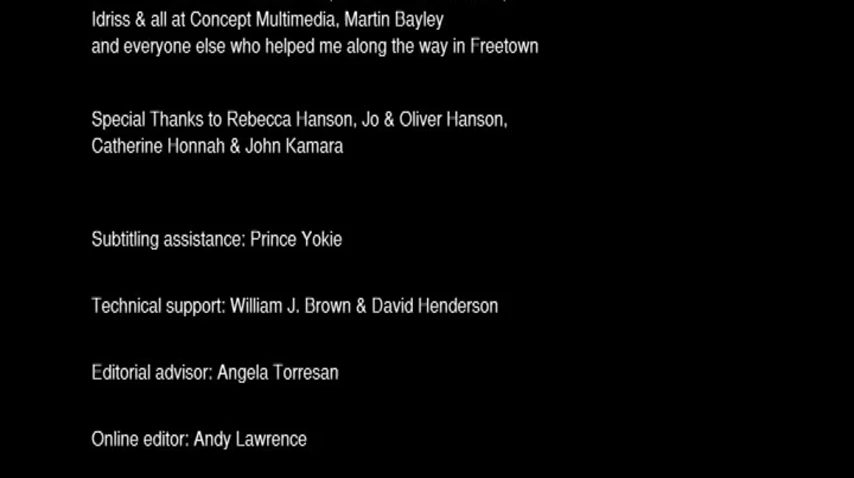 Idriss & all at Concept Multimedia, Martin Bayley
and everyone else who helped me along the way in Freetown
Special Thanks to Rebecca Hanson, Jo & Oliver Hanson,
Catherine Honnah & John Kamara
Subtitling assistance: Prince Yokie
Technical support: William J. Brown & David Henderson
Editorial advisor: Angela Torresan
Online editor: Andy Lawrence